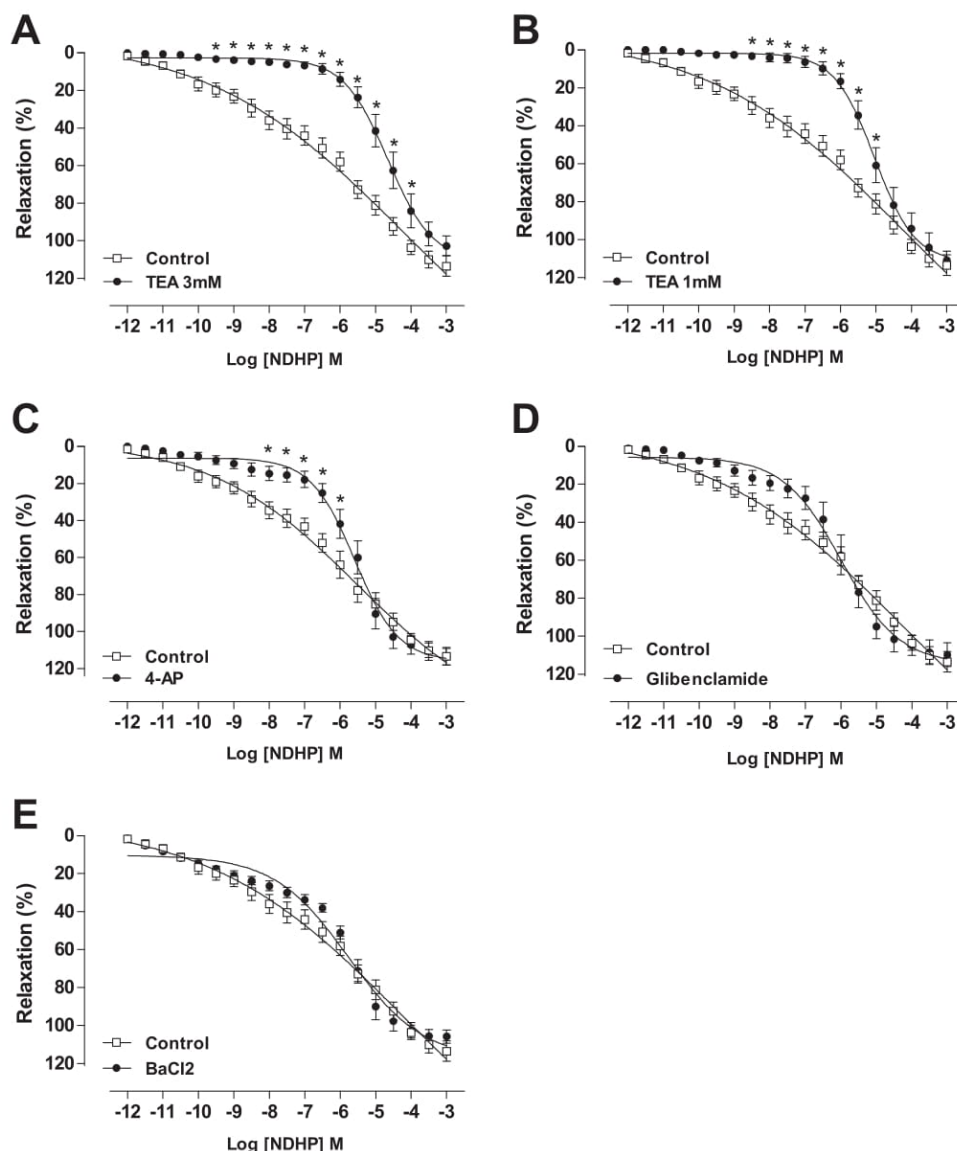 A
* * * * * * * * * * *
0
20
40
60
80
100
120
Relaxation (%)
Control
TEA 3mM
-12 -11 -10 -9 -8 -7 -6 -5 -4 -3
Log [NDHP] M
B
* * * * * * * *
0
20
40
60
80
100
120
Relaxation (%)
Control
TEA 1mM
-12 -11 -10 -9 -8 -7 -6 -5 -4 -3
Log [NDHP] M
C
* * * * *
0
20
40
60
80
100
120
Relaxation (%)
Control
4-AP
-12 -11 -10 -9 -8 -7 -6 -5 -4 -3
Log [NDHP] M
D
0
20
40
60
80
100
120
Relaxation (%)
Control
Glibenclamide
-12 -11 -10 -9 -8 -7 -6 -5 -4 -3
Log [NDHP] M
E
0
20
40
60
80
100
120
Relaxation (%)
Control
BaCl2
-12 -11 -10 -9 -8 -7 -6 -5 -4 -3
Log [NDHP] M